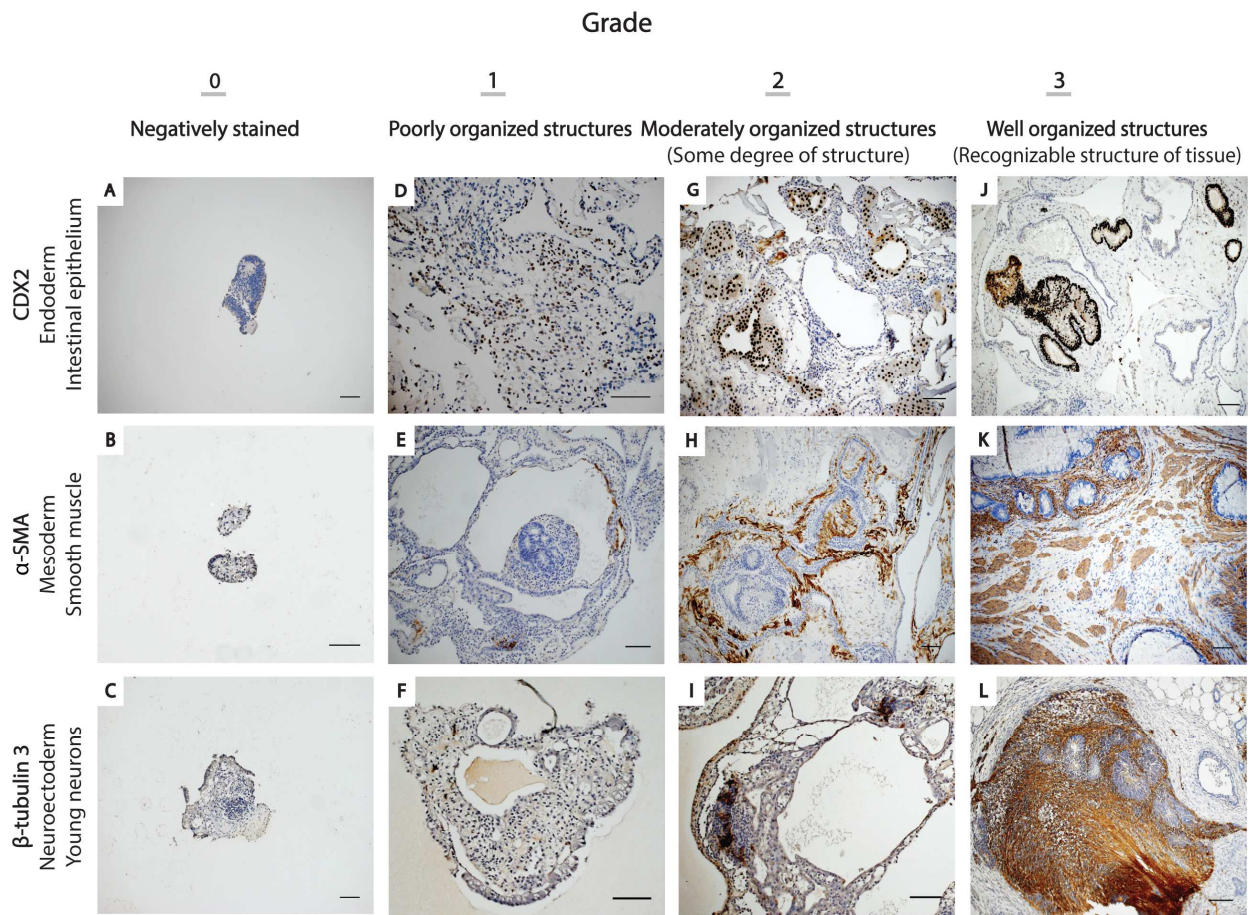 Grade
0
1
2
3
Negatively stained
Poorly organized structures
Moderately organized structures
(Some degree of structure)
Well organized structures
(Recognizable structure of tissue)
CDX2
Endoderm
Intestinal epithelium
A
D
G
J
α-SMA
Mesoderm
Smooth muscle
B
E
H
K
β-tubulin 3
Neuroectoderm
Young neurons
C
F
I
L